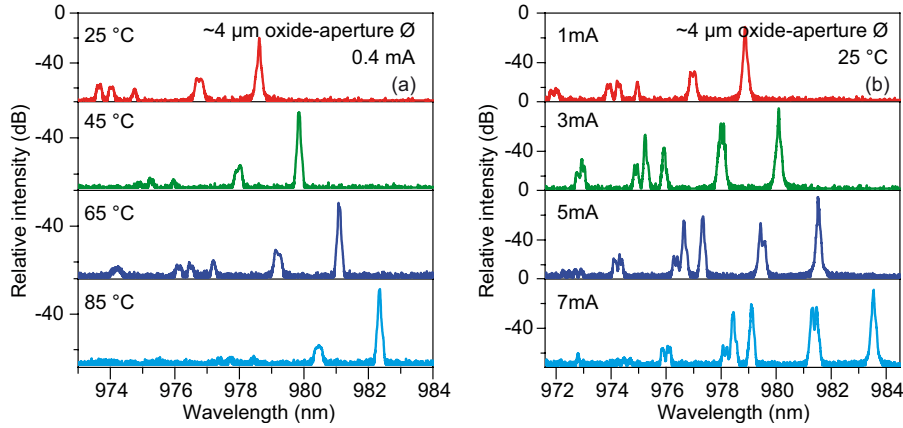 0
25 °C
~4 µm oxide-aperture Ø
0.4 mA
-40
(a)
45 °C
-40
65 °C
-40
85 °C
-40
Relative intensity (dB)
974 976 978 980 982 984
Wavelength (nm)
0
1mA
~4 µm oxide-aperture Ø
25 °C
-40
(b)
0
3mA
-40
0
5mA
-40
0
7mA
-40
Relative intensity (dB)
972 974 976 978 980 982 984
Wavelength (nm)